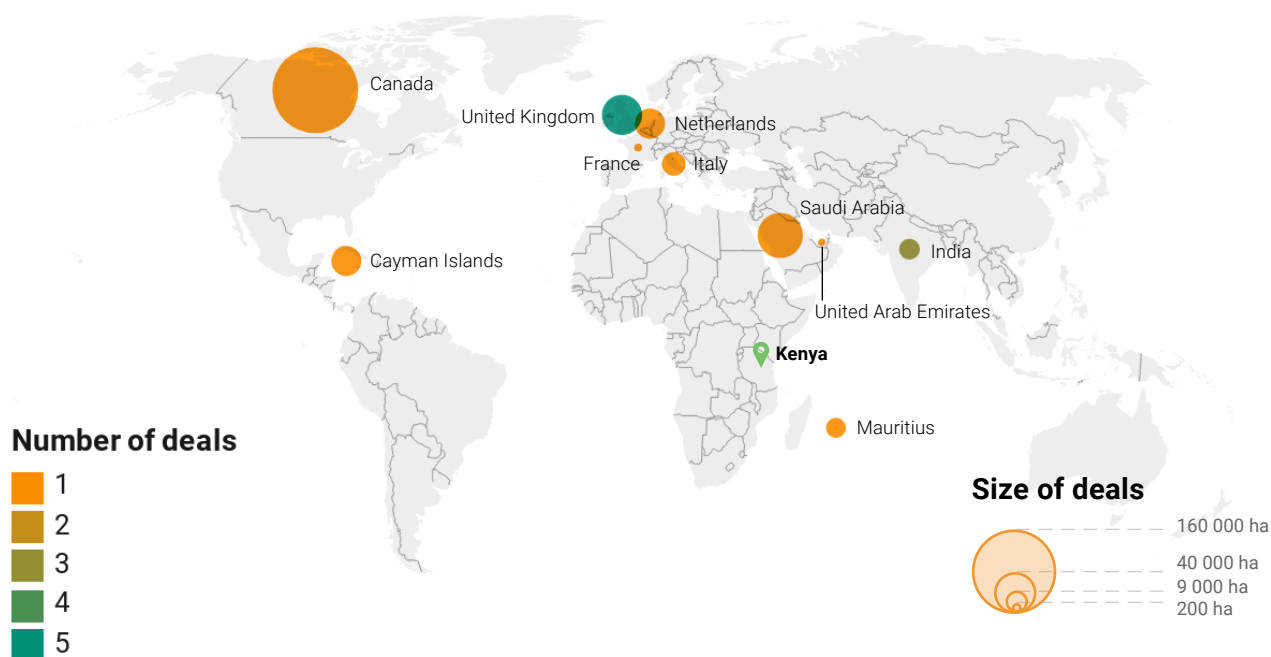 Canada
United Kingdom
Netherlands
France
Italy
Saudi Arabia
Cayman Islands
India
United Arab Emirates
Kenya
Mauritius
Number of deals
1
2
3
4
5
Size of deals
160 000 ha
40 000 ha
9 000 ha
200 ha